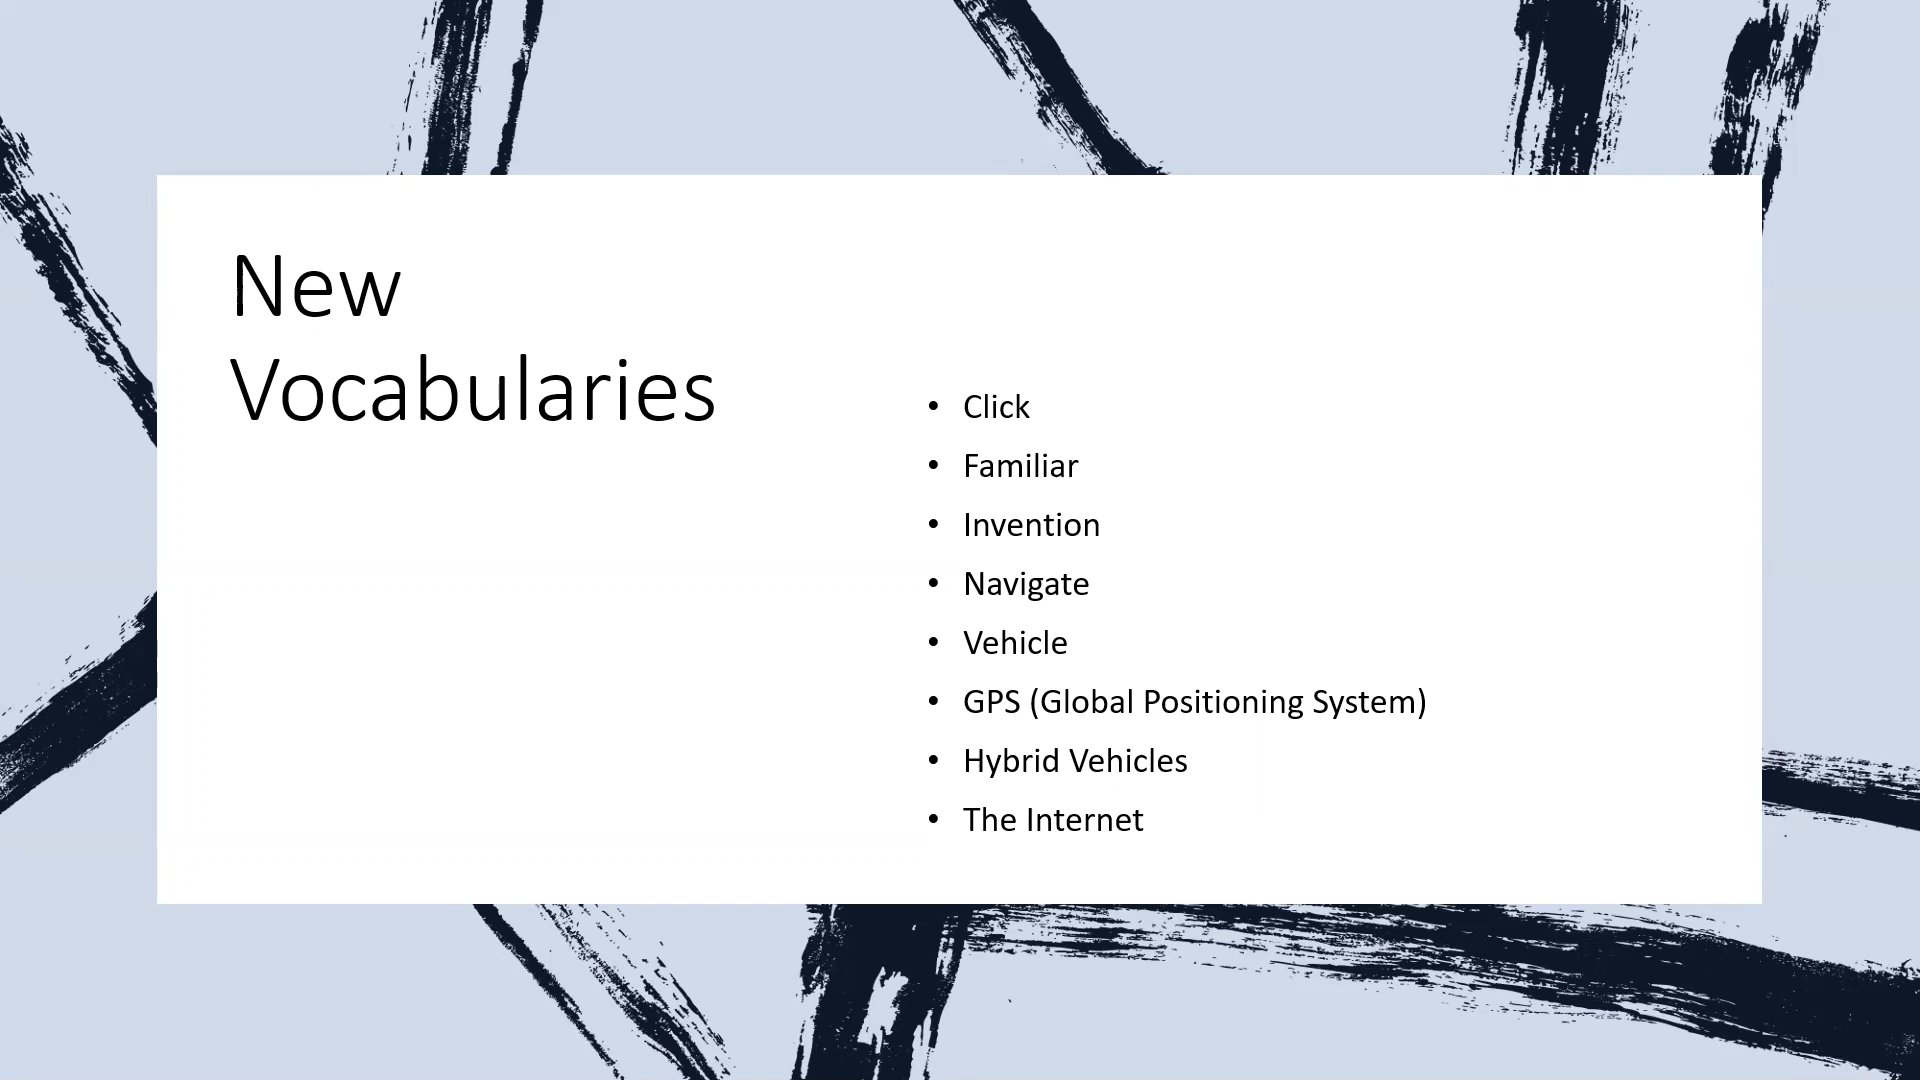 New
Vocabularies
• Click
• Familiar
• Invention
• Navigate
• Vehicle
• GPS (Global Positioning System)
• Hybrid Vehicles
• The Internet